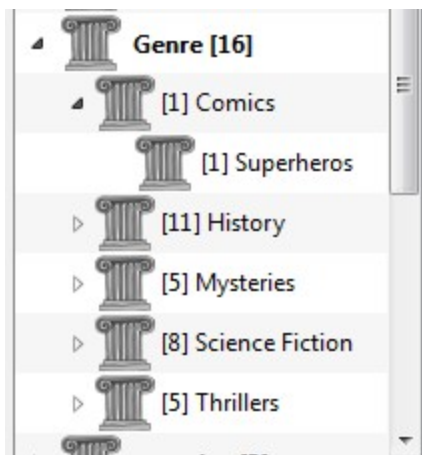 Genre [16]
[1] Comics
[1] Superheros
[11] History
[5] Mysteries
[8] Science Fiction
[5] Thrillers